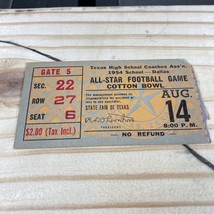 GATE 5
SEC. 22
ROW 27
SEAT 6
$2.00 (Tax Incl.)
Texas High School Coaches Ass'n.
1954 School - Dallas
ALL-STAR FOOTBALL GAME
COTTON BOWL
STATE FAIR OF TEXAS
PRESIDENT
NO REFUND
AUG.
14
8:00 P. M.